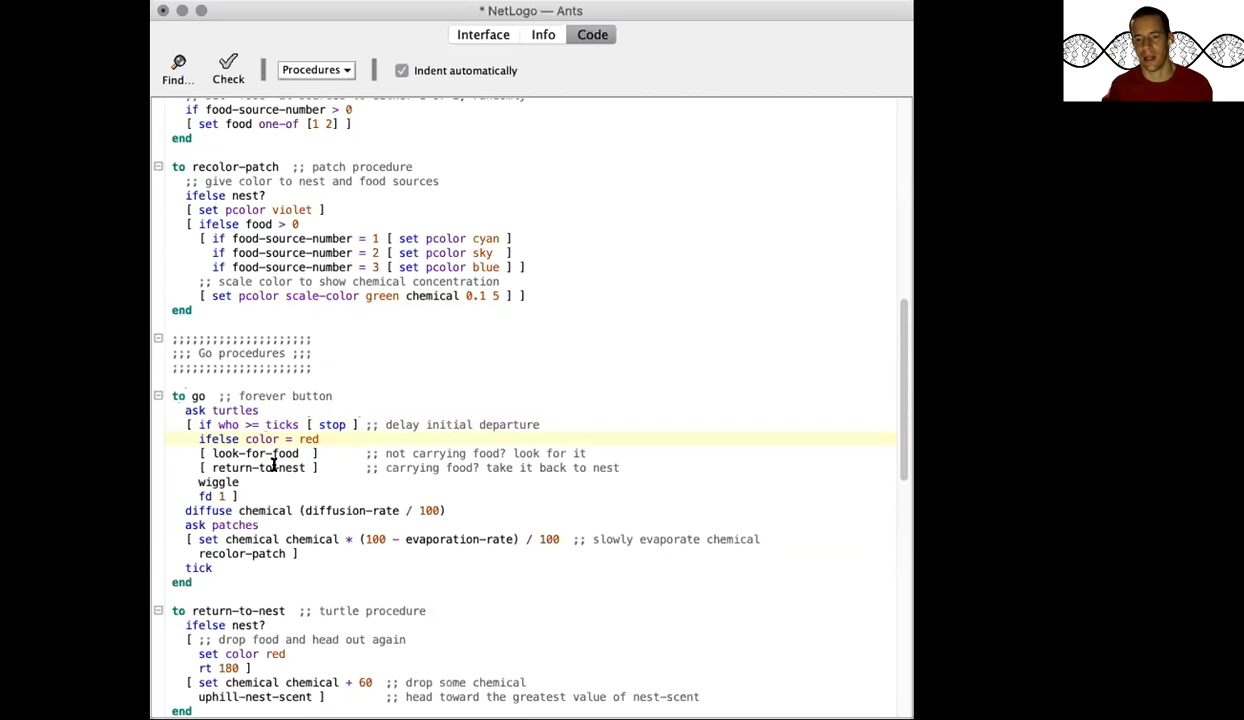 * NetLogo — Ants
Interface Info Code
Find... Check Procedures Indent automatically
if food-source-number > 0
[ set food one-of [1 2] ]
end
to recolor-patch ;; patch procedure
;; give color to nest and food sources
ifelse nest?
[ set pcolor violet ]
[ ifelse food > 0
[ if food-source-number = 1 [ set pcolor cyan ]
if food-source-number = 2 [ set pcolor sky ]
if food-source-number = 3 [ set pcolor blue ] ]
;; scale color to show chemical concentration
[ set pcolor scale-color green chemical 0.1 5 ] ]
end
;;;;;;;;;;;;;;;;;;;;;
;;; Go procedures ;;;
;;;;;;;;;;;;;;;;;;;;;
to go ;; forever button
ask turtles
[ if who >= ticks [ stop ] ;; delay initial departure
ifelse color = red
[ look-for-food ] ;; not carrying food? look for it
[ return-to-nest ] ;; carrying food? take it back to nest
wiggle
fd 1 ]
diffuse chemical (diffusion-rate / 100)
ask patches
[ set chemical chemical * (100 - evaporation-rate) / 100 ;; slowly evaporate chemical
recolor-patch ]
tick
end
to return-to-nest ;; turtle procedure
ifelse nest?
[ ;; drop food and head out again
set color red
rt 180 ]
[ set chemical chemical + 60 ;; drop some chemical
uphill-nest-scent ] ;; head toward the greatest value of nest-scent
end